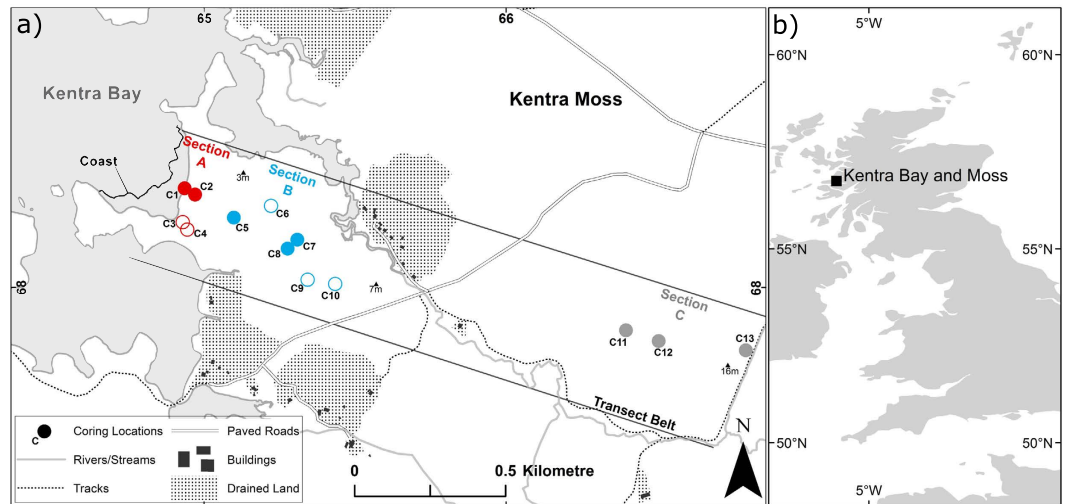 a)
65
66
Kentra Bay
Kentra Moss
Coast
Section
A
3m
Section
B
C1
C2
C3
C4
C5
C6
C7
C8
C9
C10
7m
68
68
Section
C
C11
C12
C13
16m
Transect Belt
N
C
Coring Locations
Paved Roads
Rivers/Streams
Buildings
Tracks
Drained Land
0
0.5 Kilometre
b)
5°W
60°N
60°N
Kentra Bay and Moss
55°N
55°N
50°N
50°N
5°W